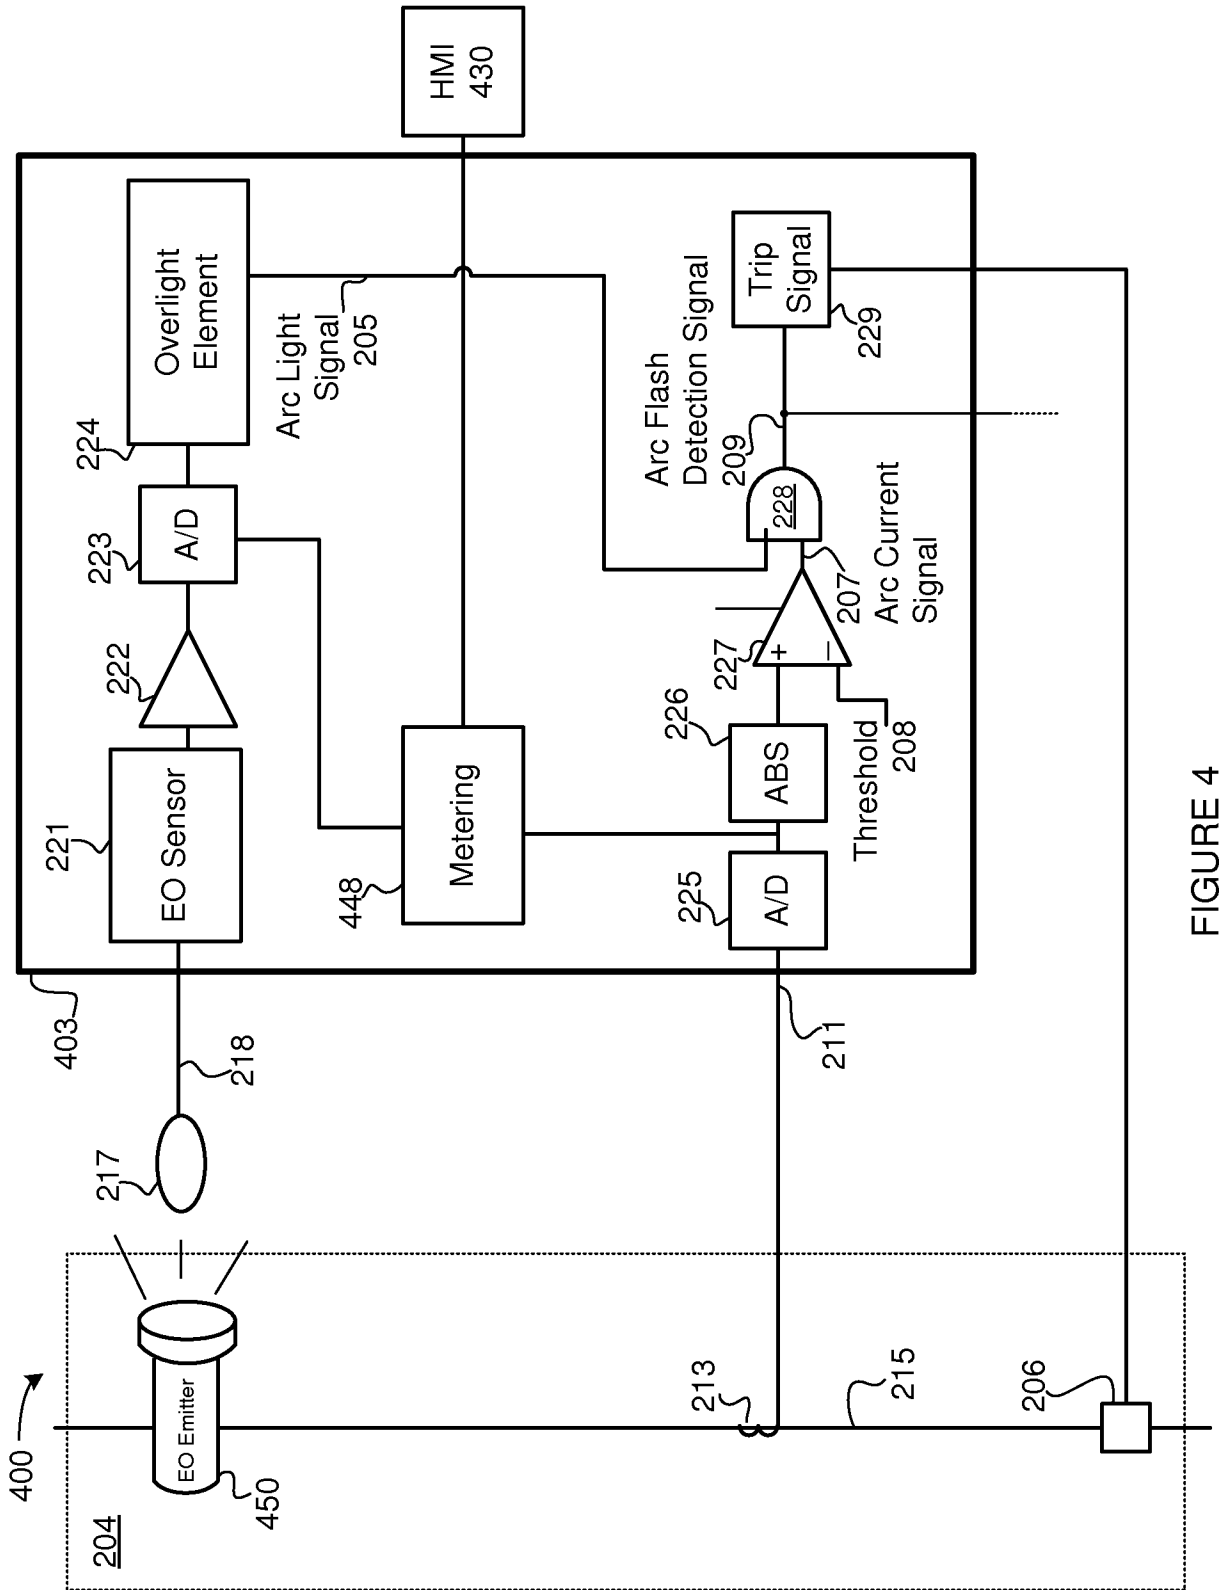 400
204
EO Emitter
450
217
218
403
221
EO Sensor
222
223
A/D
224
Overlight
Element
Arc Light
Signal
205
HMI
430
448
Metering
213
215
206
211
225
A/D
226
ABS
Threshold
208
227
+
–
207
Arc Current
Signal
228
209
Arc Flash
Detection Signal
Trip
Signal
229
FIGURE 4